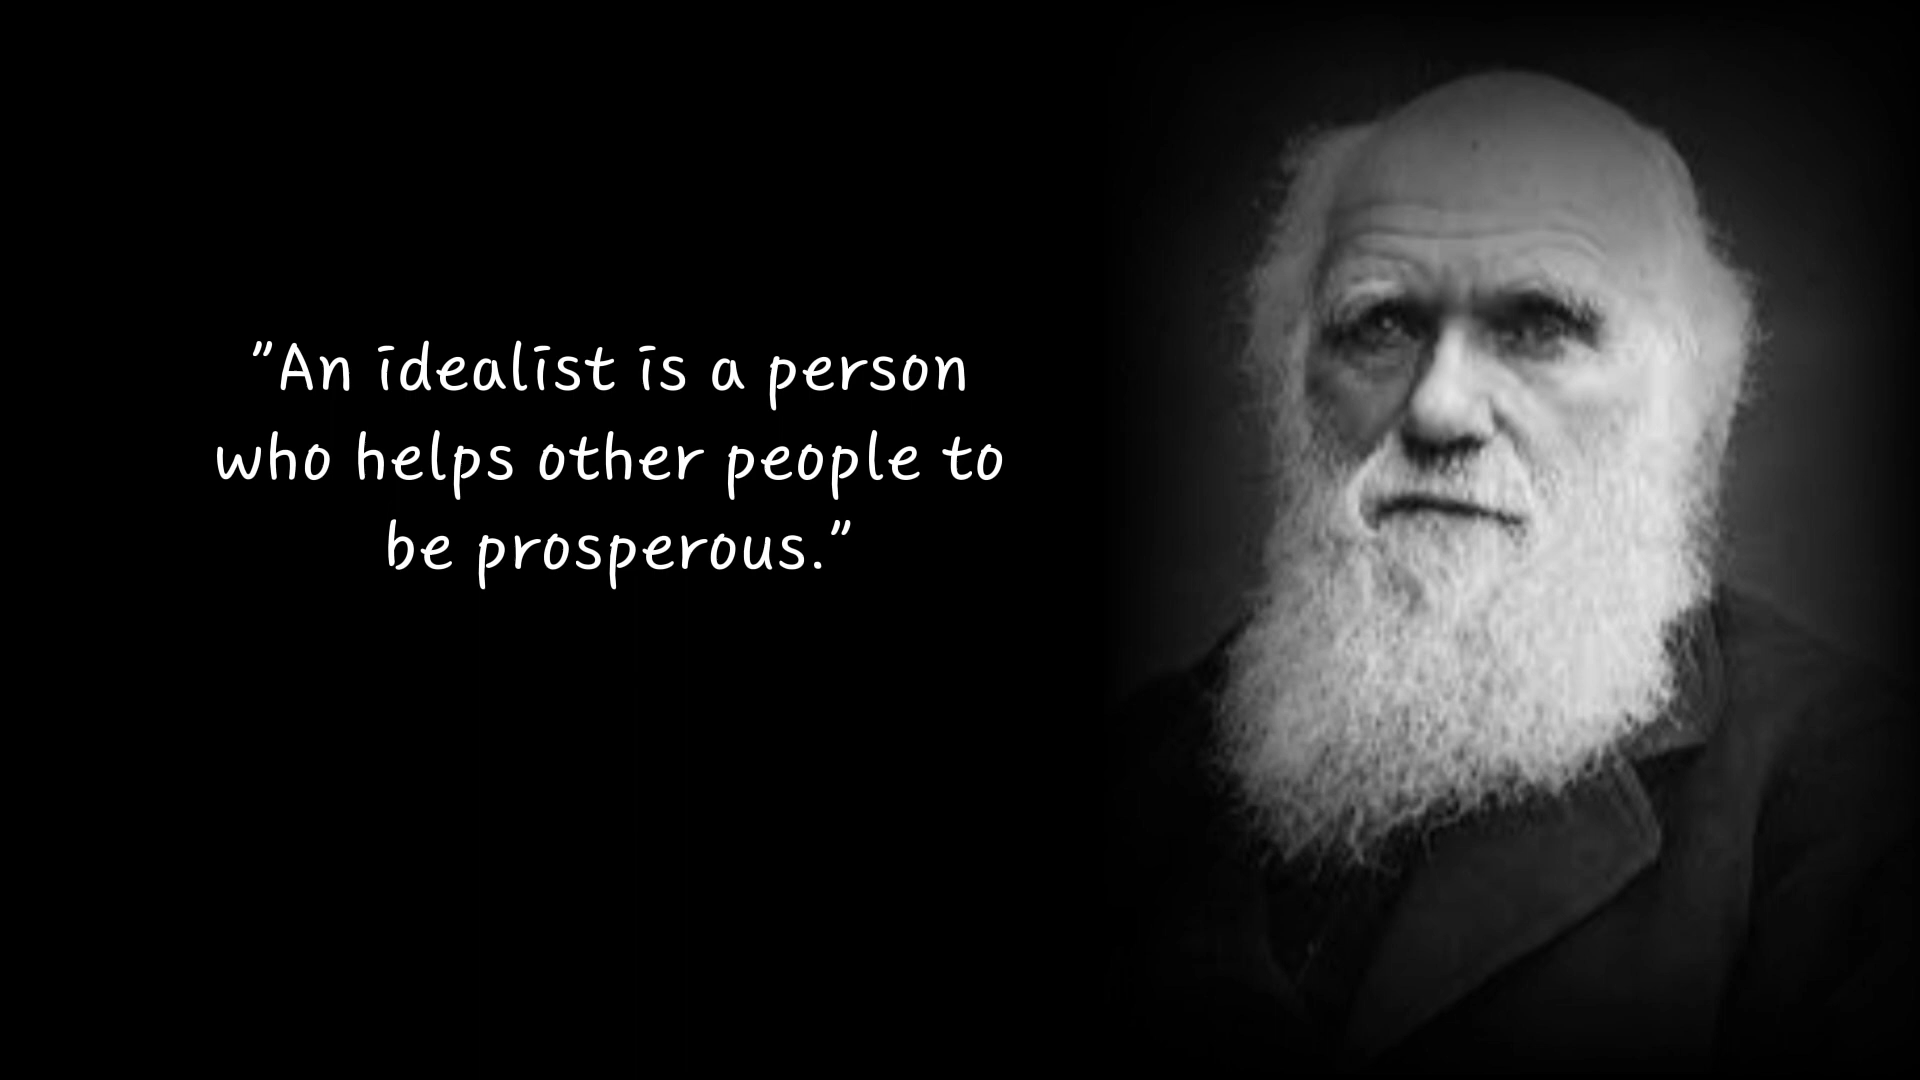 "An idealist is a person
who helps other people to
be prosperous."